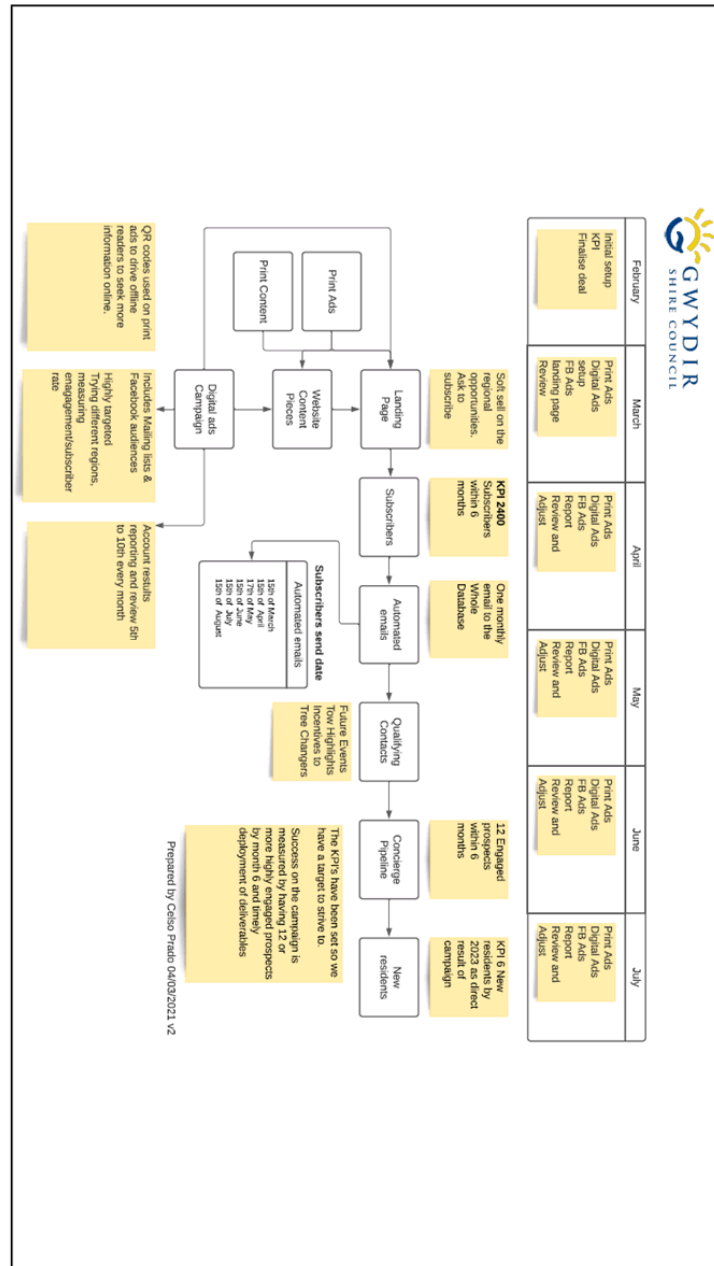 GWYDIR
SHIRE COUNCIL
February
March
April
May
June
July
Initial setup
KPI
Finalise deal
Print Ads
Digital Ads
setup
FB Ads
landing page
Review
Print Ads
Digital Ads
FB Ads
Report
Review and
Adjust
Print Ads
Digital Ads
FB Ads
Report
Review and
Adjust
Print Ads
Digital Ads
FB Ads
Report
Review and
Adjust
Print Ads
Digital Ads
FB Ads
Report
Review and
Adjust
Soft sell on the
regional
opportunities.
Ask to
subscribe
KPI 2400
Subscribers
within 6
months
One monthly
email to the
Whole
Database
12 Engaged
prospects
within 6
months
KPI 6 New
residents by
2023 as direct
result of
campaign
Print Ads
Print Content
Landing
Page
Subscribers
Automated
emails
Qualifying
Contacts
Concierge
Pipeline
New
residents
Website
Content
Pieces
Digital ads
Campaign
Subscribers send date
Automated emails
15th of March
15th of April
17th of May
15th of June
15th of July
15th of August
Future Events
Tow Highlights
Incentives to
Tree Changers
The KPI's have been set so we
have a target to strive to.
Success on the campaign is
measured by having 12 or
more highly engaged prospects
by month 6 and timely
deployment of deliverables
QR codes used on print
ads to drive offline
readers to seek more
information online.
Includes Mailing lists &
Facebook audiences
Highly targeted
Trying different regions,
measuring
enagagement/subscriber
rate
Account restults
reporting and review 5th
to 10th every month
Prepared by Celso Prado 04/03/2021 v2